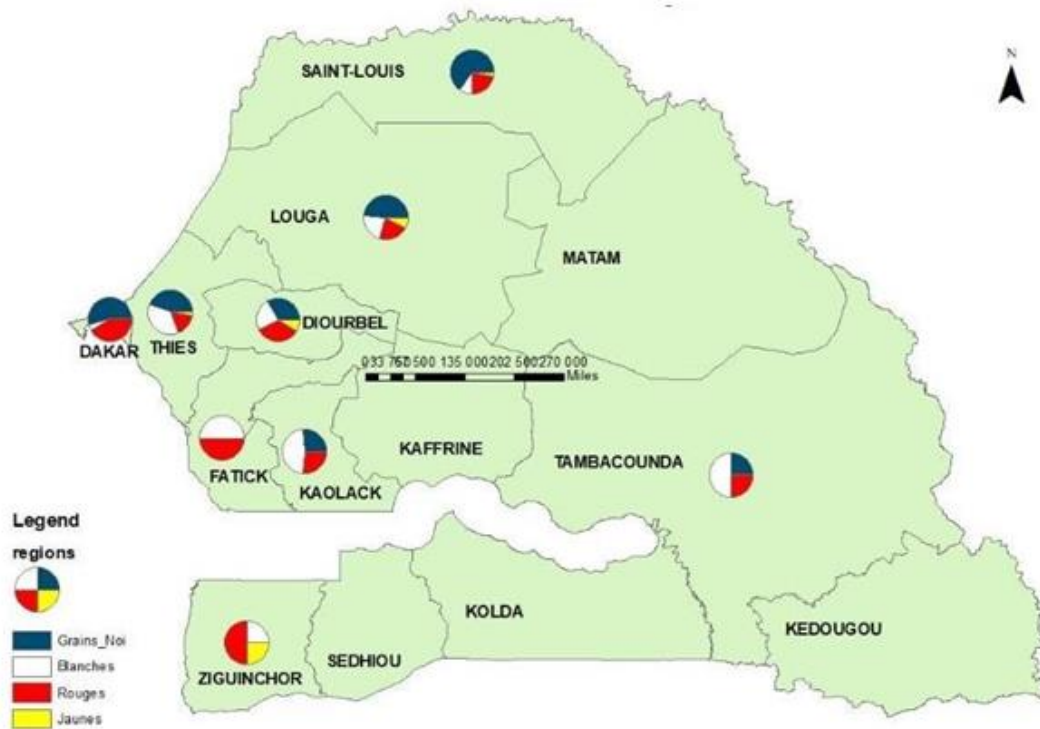 N
SAINT-LOUIS
LOUGA
MATAM
DIOURBEL
DAKAR
THIES
Miles
KAFFRINE
TAMBACOUNDA
FATICK
KAOLACK
Legend
regions
Grains_Noi
Blanches
Rouges
Jaunes
KOLDA
KEDOUGOU
SEDHIOU
ZIGUINCHOR